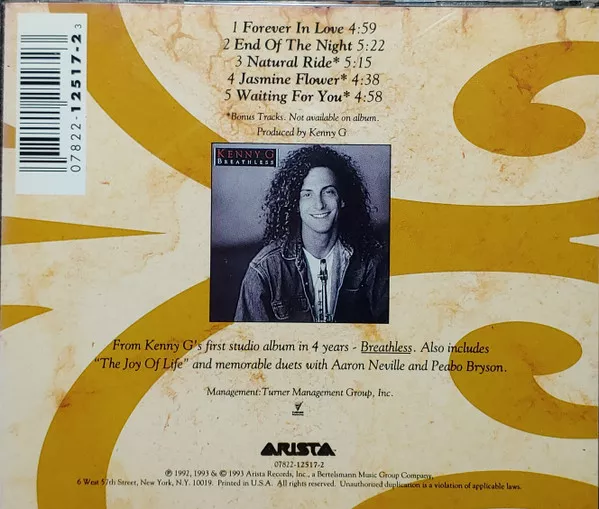 1 Forever In Love 4:59
2 End Of The Night 5:22
3 Natural Ride* 5:15
4 Jasmine Flower* 4:38
5 Waiting For You* 4:58
*Bonus Tracks. Not available on album.
Produced by Kenny G
07822-12517-2 3
KENNY G
BREATHLESS
From Kenny G's first studio album in 4 years - Breathless. Also includes
"The Joy Of Life" and memorable duets with Aaron Neville and Peabo Bryson.
Management: Turner Management Group, Inc.
ARISTA
07822-12517-2
℗ 1992, 1993 & © 1993 Arista Records, Inc., a Bertelsmann Music Group Company,
6 West 57th Street, New York, N.Y. 10019. Printed in U.S.A. All rights reserved. Unauthorized duplication is a violation of applicable laws.